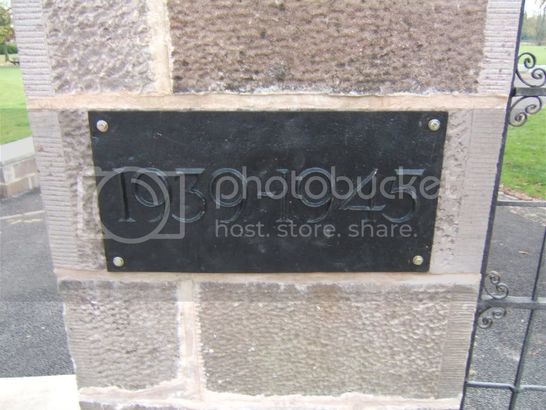 1939-1945
photobucket
host. store. share.